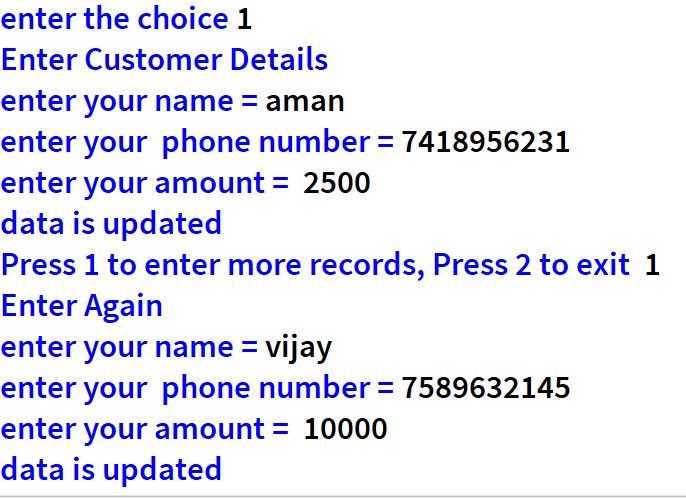 enter the choice 1
Enter Customer Details
enter your name = aman
enter your  phone number = 7418956231
enter your amount =  2500
data is updated
Press 1 to enter more records, Press 2 to exit  1
Enter Again
enter your name = vijay
enter your  phone number = 7589632145
enter your amount =  10000
data is updated